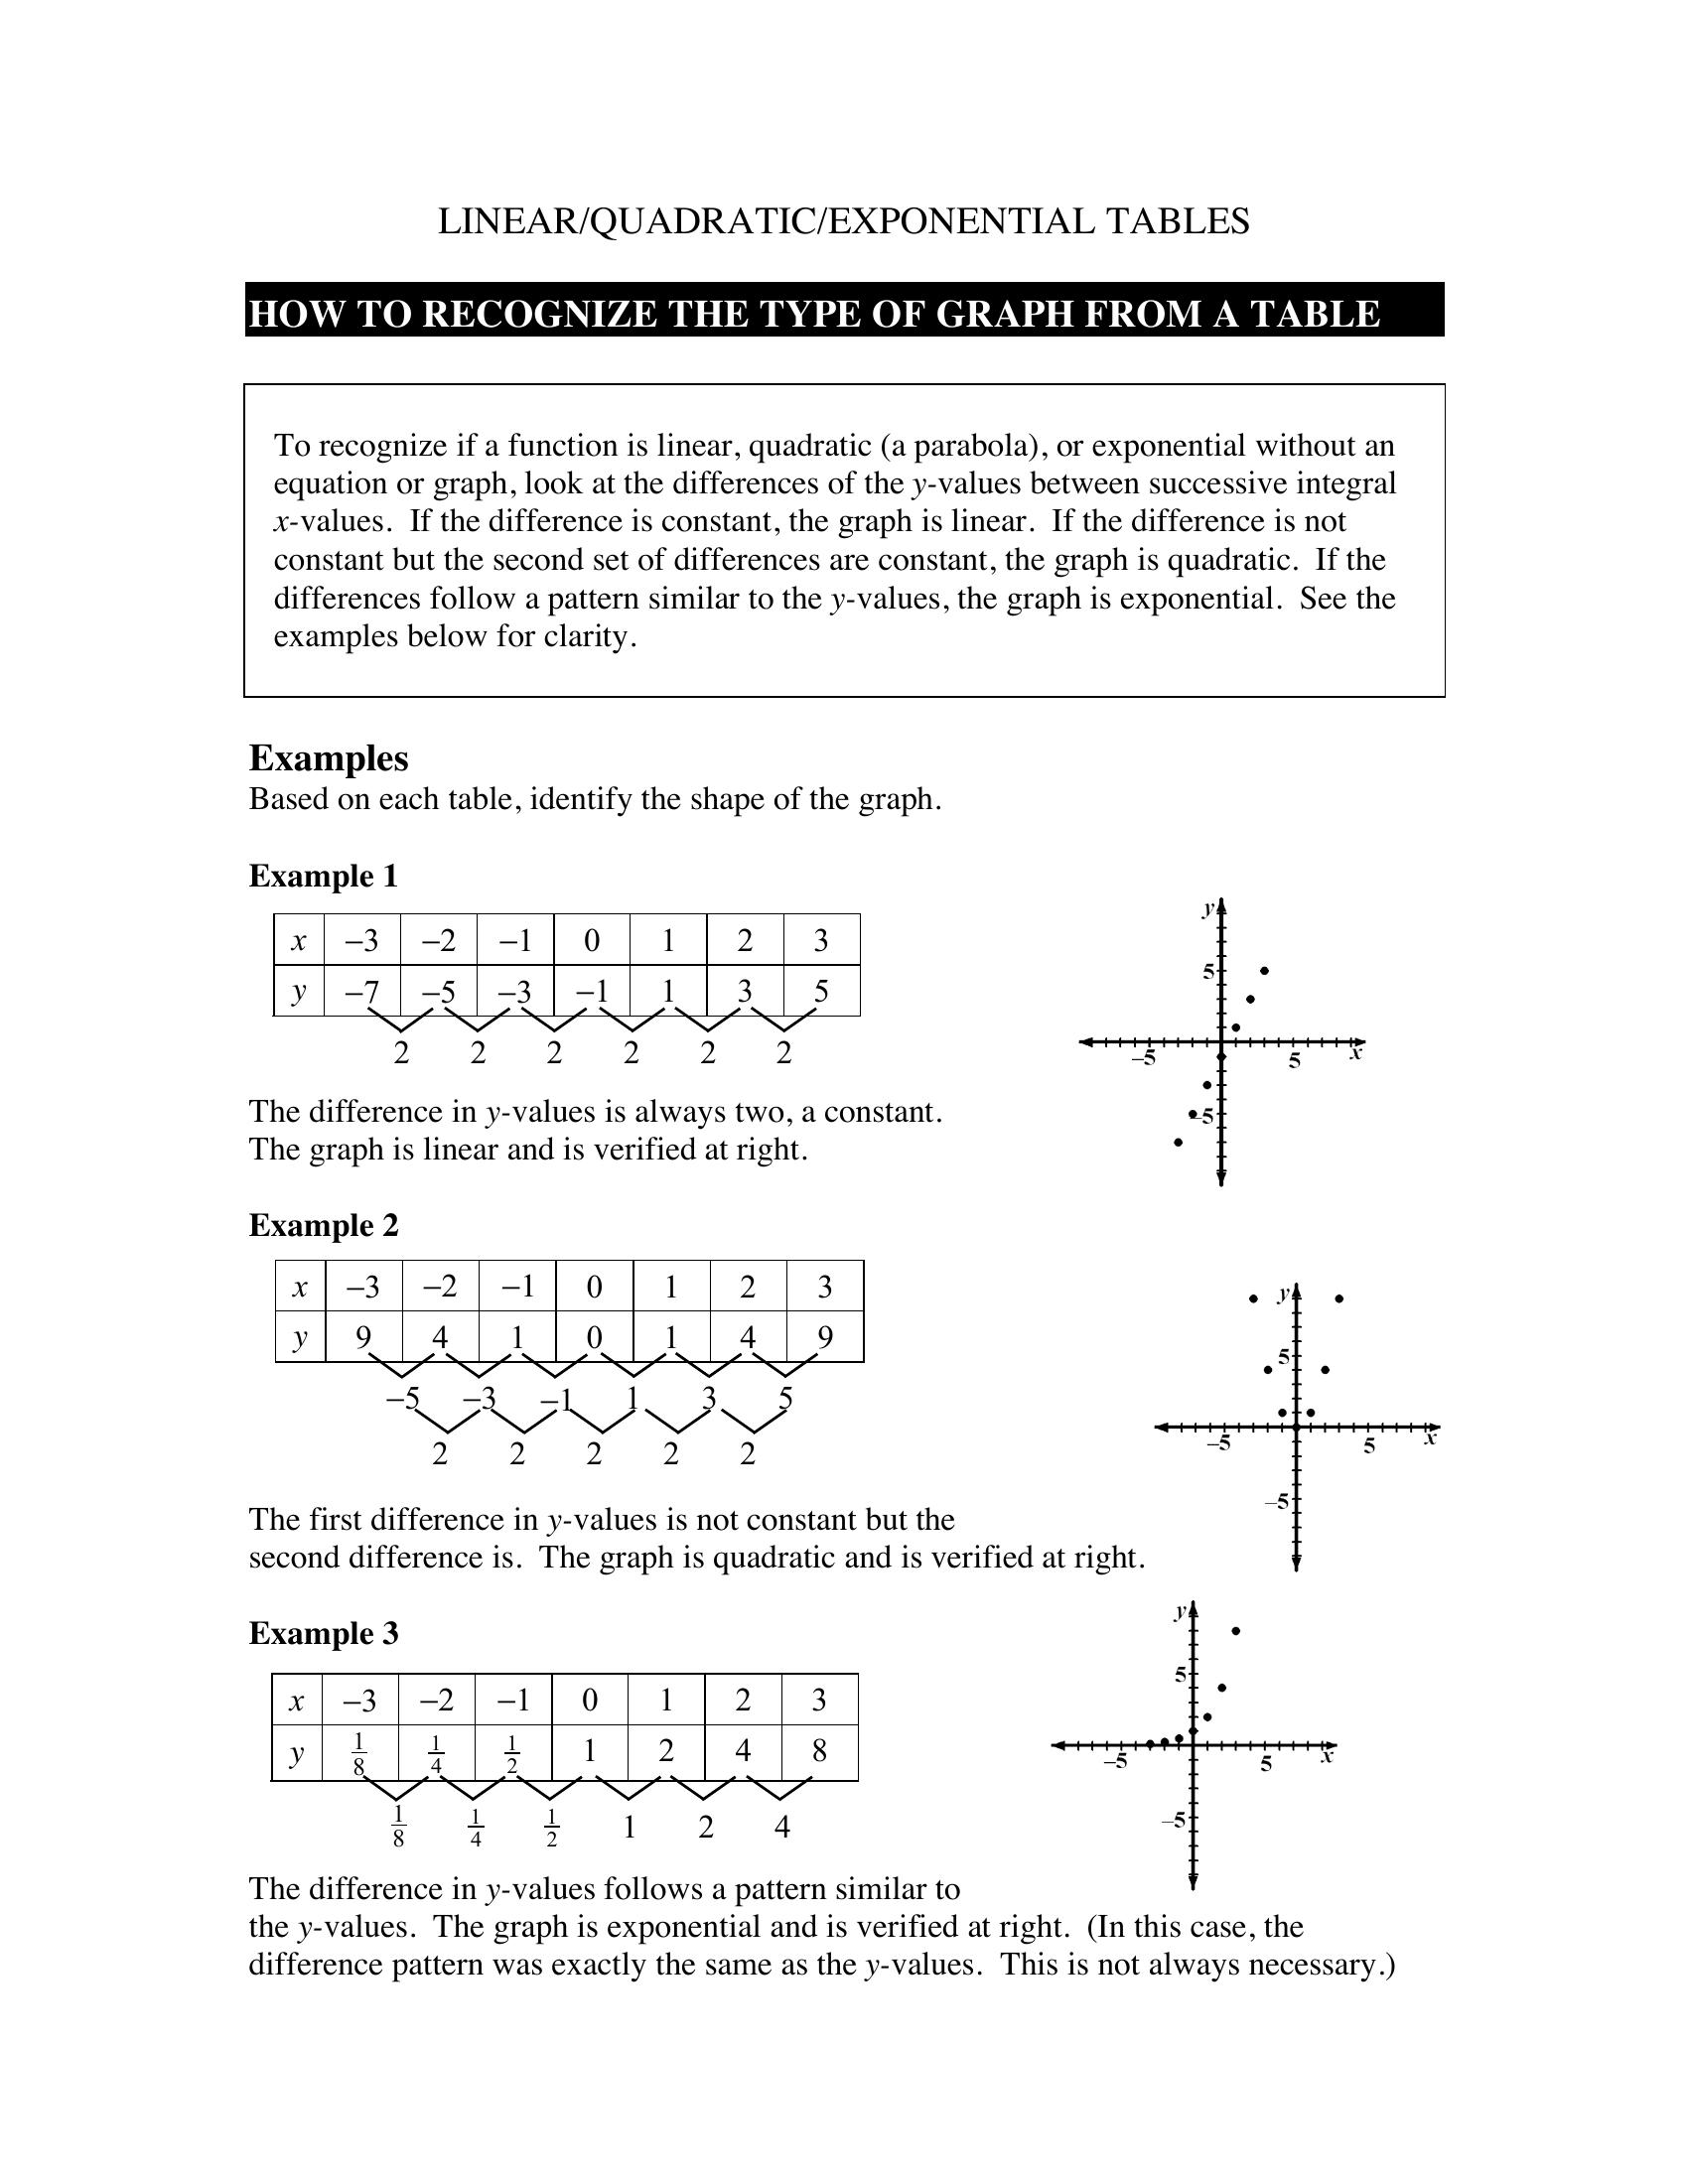 LINEAR/QUADRATIC/EXPONENTIAL TABLES
HOW TO RECOGNIZE THE TYPE OF GRAPH FROM A TABLE
To recognize if a function is linear, quadratic (a parabola), or exponential without an
equation or graph, look at the differences of the y-values between successive integral
x-values.  If the difference is constant, the graph is linear.  If the difference is not
constant but the second set of differences are constant, the graph is quadratic.  If the
differences follow a pattern similar to the y-values, the graph is exponential.  See the
examples below for clarity.
Examples
Based on each table, identify the shape of the graph.
Example 1
x –3 –2 –1 0 1 2 3
y –7 –5 –3 –1 1 3 5
2 2 2 2 2 2
y
5
–5 5 x
–5
The difference in y-values is always two, a constant.
The graph is linear and is verified at right.
Example 2
x –3 –2 –1 0 1 2 3
y 9 4 1 0 1 4 9
–5 –3 –1 1 3 5
2 2 2 2 2
y
5
–5 5 x
–5
The first difference in y-values is not constant but the
second difference is.  The graph is quadratic and is verified at right.
Example 3
x –3 –2 –1 0 1 2 3
y 1/8 1/4 1/2 1 2 4 8
1/8 1/4 1/2 1 2 4
y
5
–5 5 x
–5
The difference in y-values follows a pattern similar to
the y-values.  The graph is exponential and is verified at right.  (In this case, the
difference pattern was exactly the same as the y-values.  This is not always necessary.)